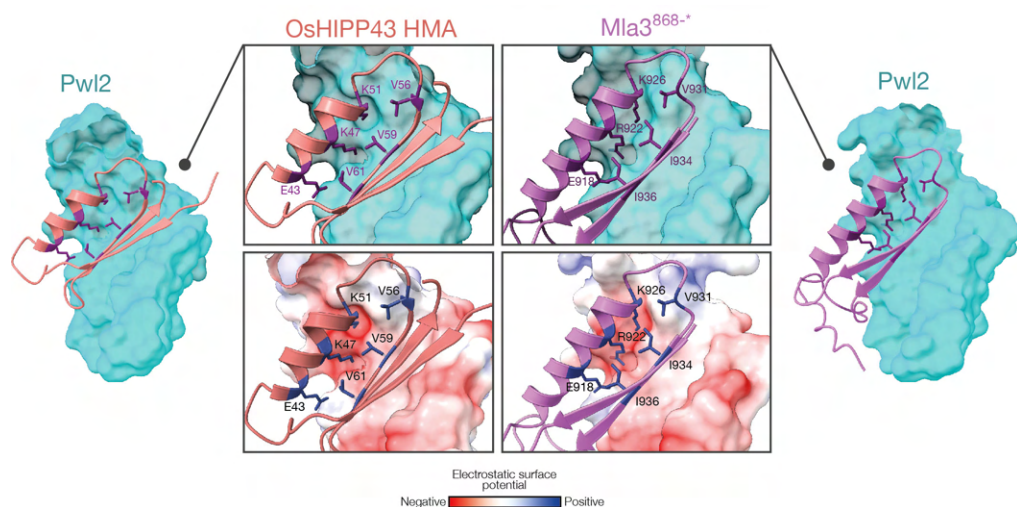 OsHIPP43 HMA
Mla3868-*
Pwl2
Pwl2
K51
V56
K47
V59
V61
E43
K926
V931
R922
I934
E918
I936
K51
V56
K47
V59
V61
E43
K926
V931
R922
I934
E918
I936
Electrostatic surface
potential
Negative
Positive